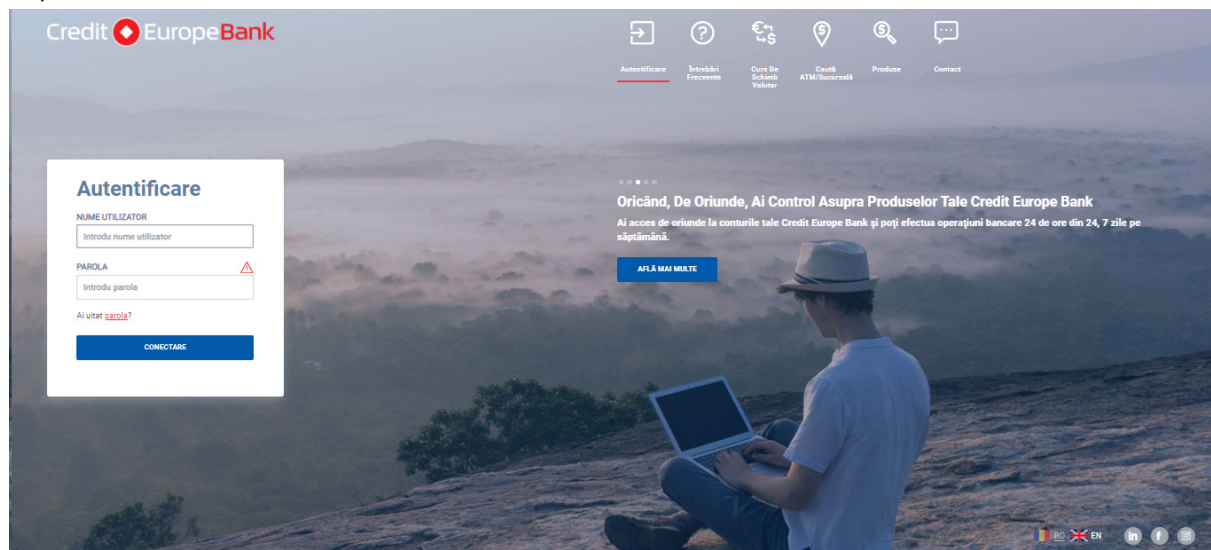 Credit EuropeBank
Autentificare
Întrebări
Frecvente
Curs De
Schimb
Valutar
Caută
ATM/Sucursală
Produse
Contact
Autentificare
NUME UTILIZATOR
Introdu nume utilizator
PAROLA
Introdu parola
Ai uitat parola?
CONECTARE
Oricând, De Oriunde, Ai Control Asupra Produselor Tale Credit Europe Bank
Ai acces de oriunde la conturile tale Credit Europe Bank și poți efectua operațiuni bancare 24 de ore din 24, 7 zile pe
săptămână.
AFLĂ MAI MULTE
RO EN
in f